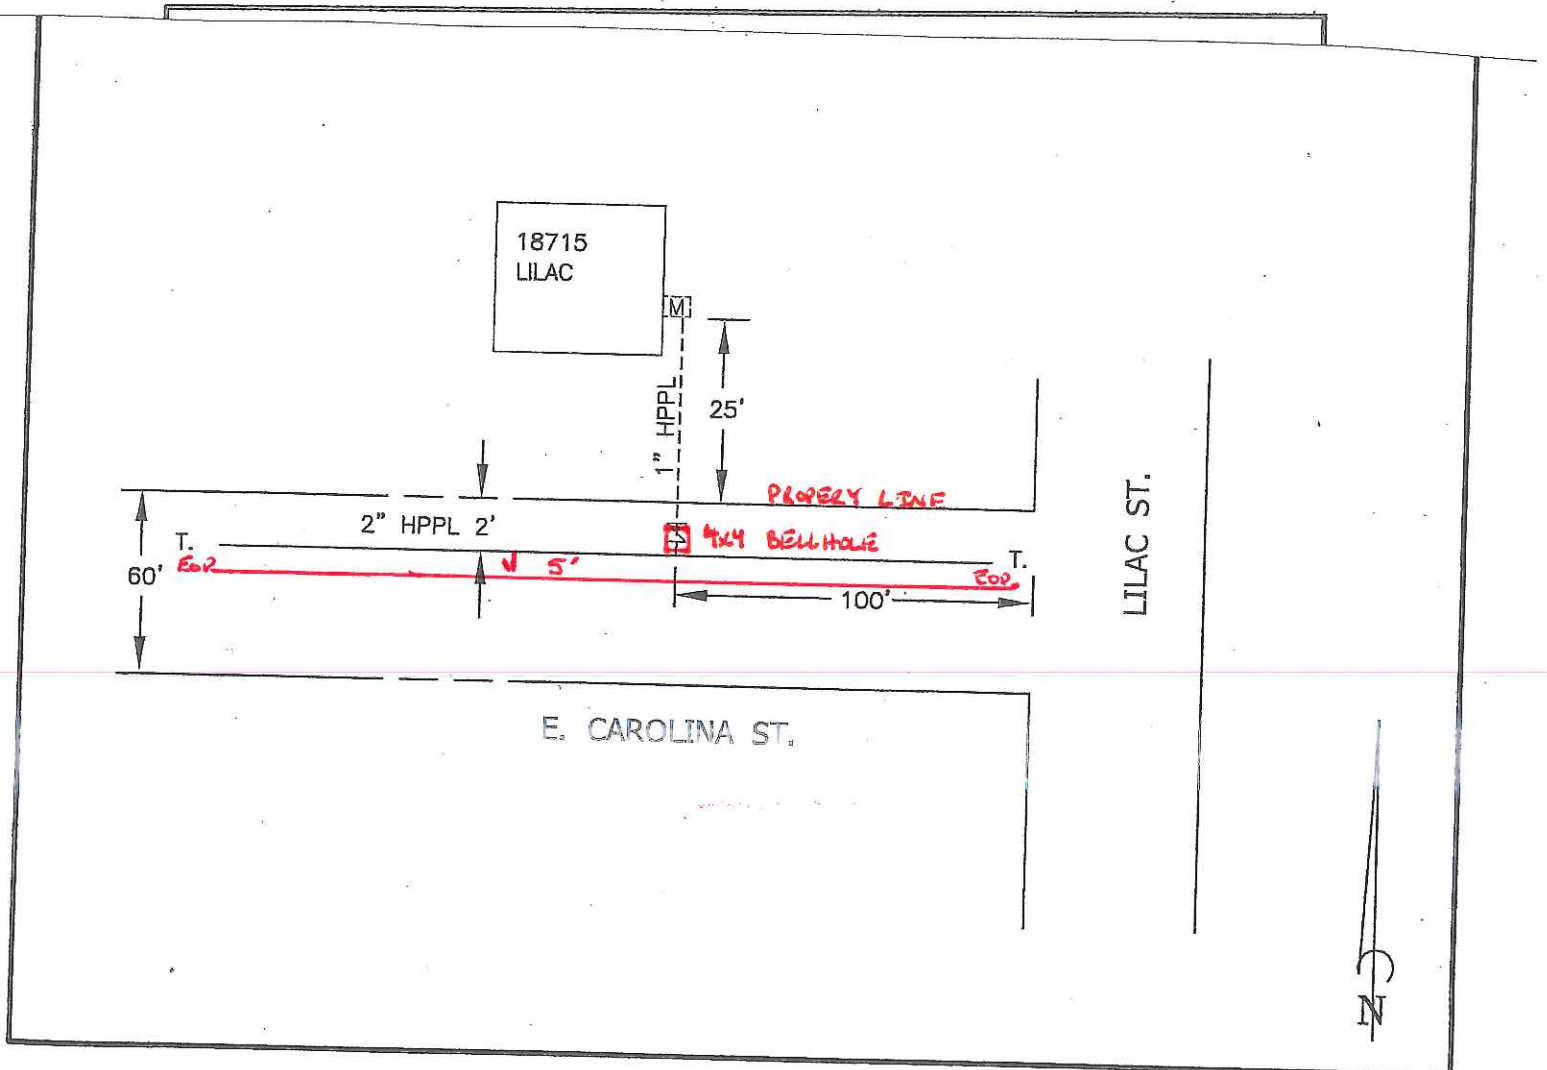 18715
LILAC
M
1" HPPL
25'
PROPERY LINE
2" HPPL 2'
4x4 BELLHOLE
T.
T.
EOP
5'
EOP
60'
100'
LILAC ST.
E. CAROLINA ST.
N